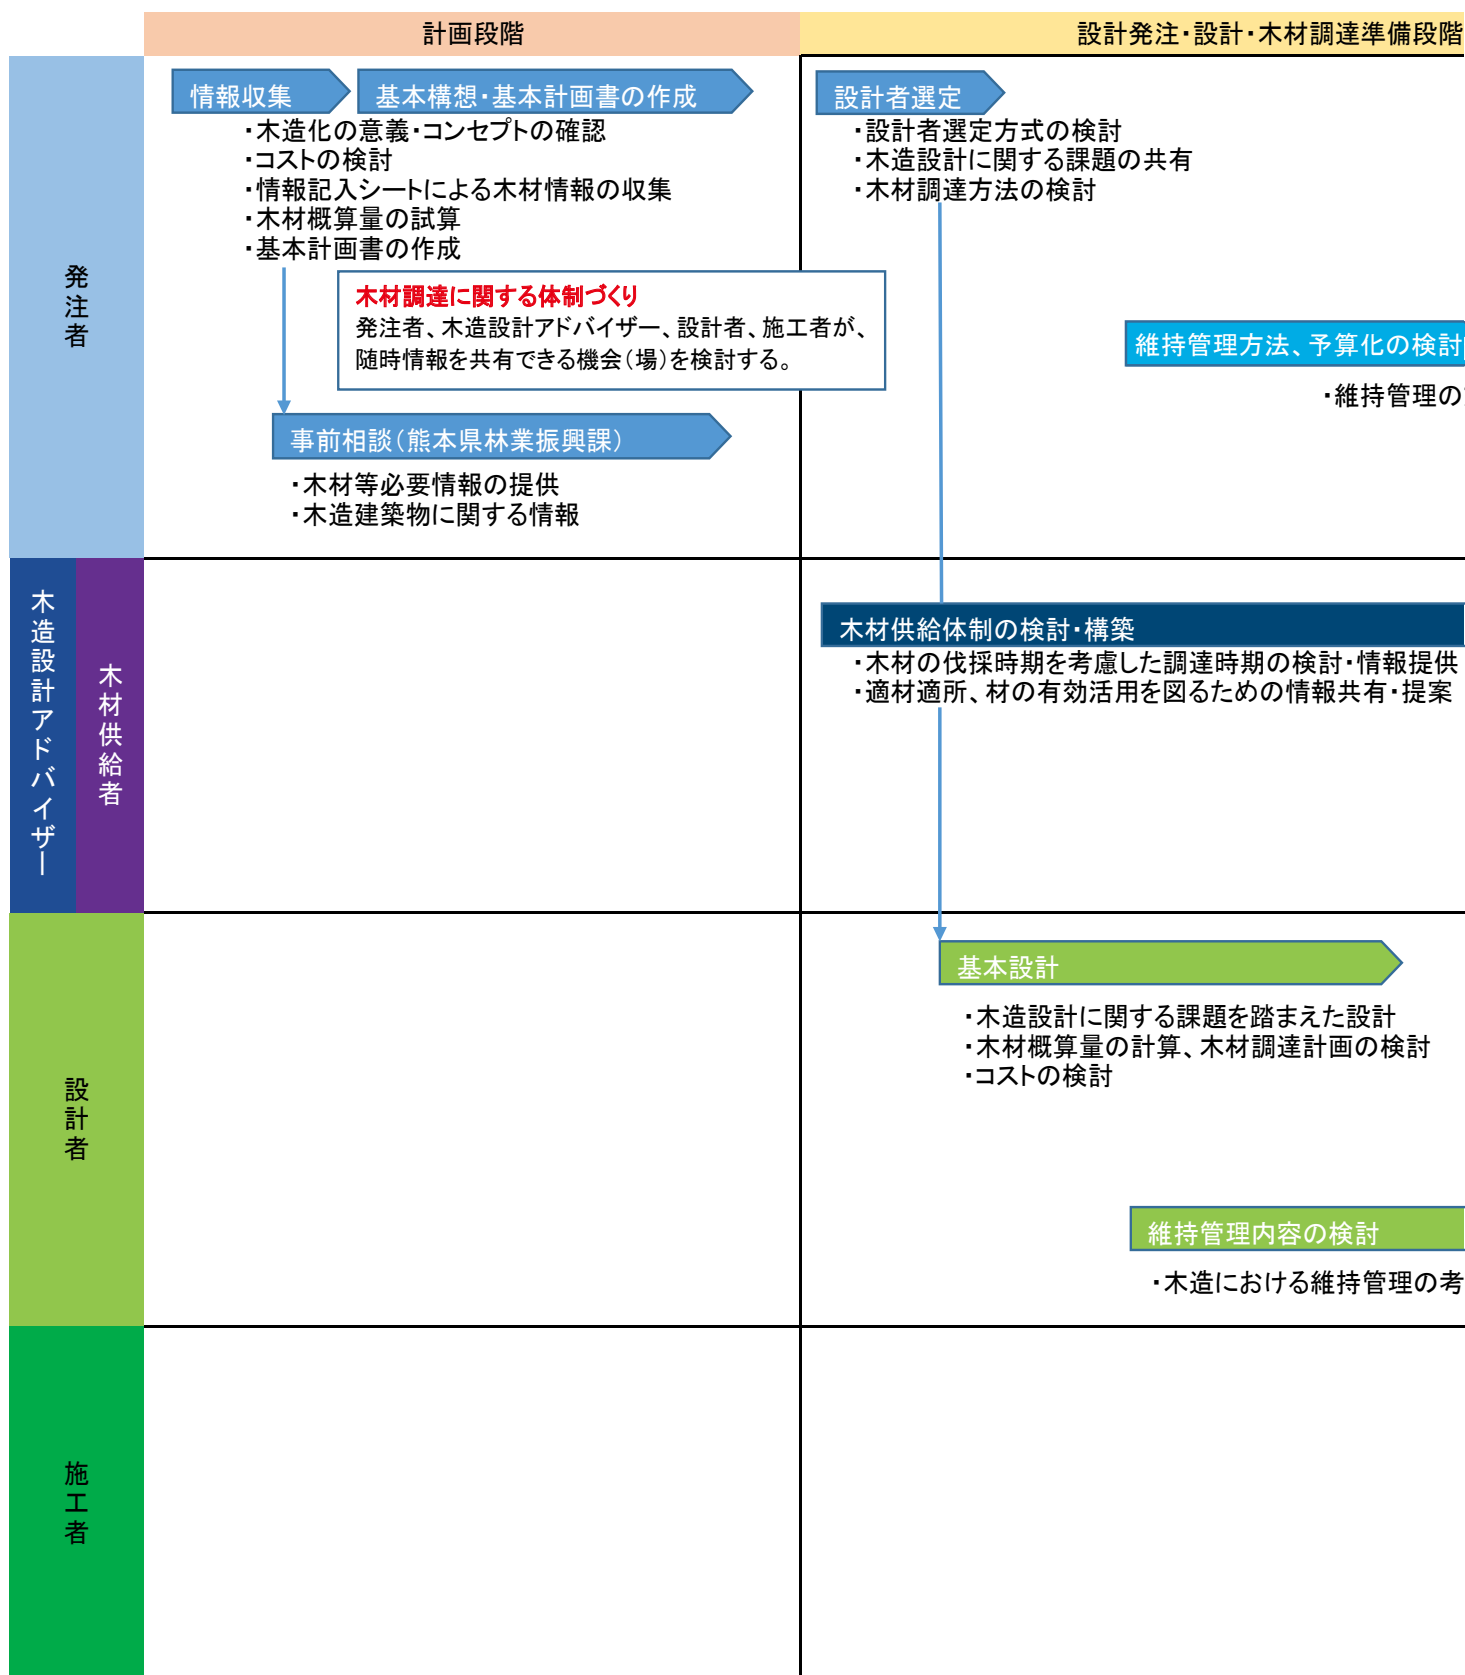 計画段階
設計発注・設計・木材調達準備段階
発注者
情報収集
基本構想・基本計画書の作成
・木造化の意義・コンセプトの確認
・コストの検討
・情報記入シートによる木材情報の収集
・木材概算量の試算
・基本計画書の作成
木材調達に関する体制づくり
発注者、木造設計アドバイザー、設計者、施工者が、
随時情報を共有できる機会(場)を検討する。
事前相談(熊本県林業振興課)
・木材等必要情報の提供
・木造建築物に関する情報
設計者選定
・設計者選定方式の検討
・木造設計に関する課題の共有
・木材調達方法の検討
維持管理方法、予算化の検討
・維持管理の
木造設計アドバイザー
木材供給者
木材供給体制の検討・構築
・木材の伐採時期を考慮した調達時期の検討・情報提供
・適材適所、材の有効活用を図るための情報共有・提案
設計者
基本設計
・木造設計に関する課題を踏まえた設計
・木材概算量の計算、木材調達計画の検討
・コストの検討
維持管理内容の検討
・木造における維持管理の考
施工者